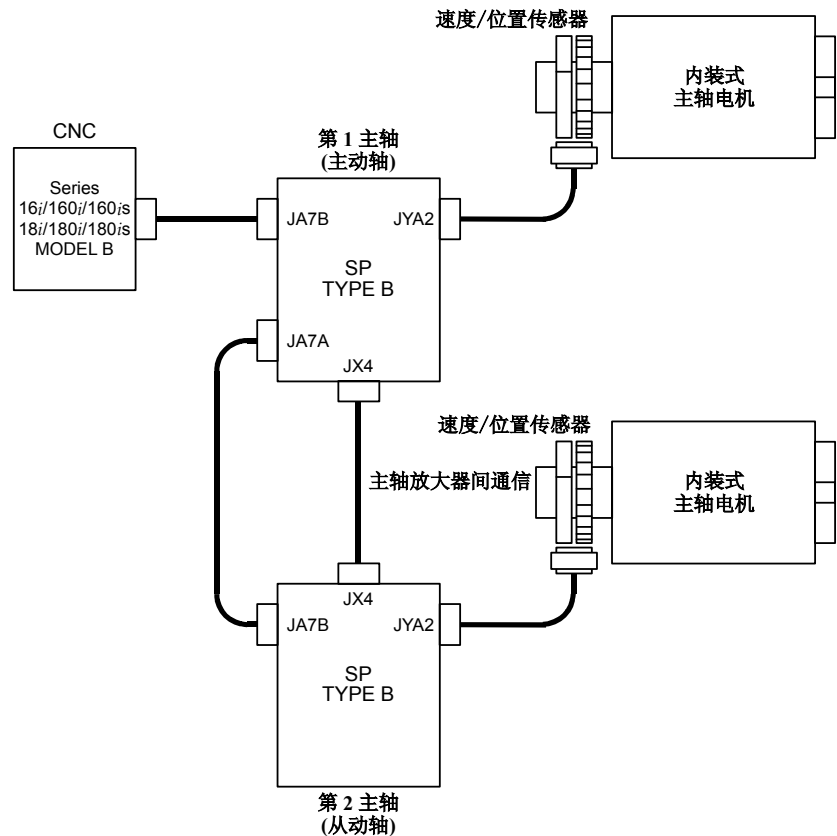 速度/位置传感器
内装式
主轴电机
CNC
第 1 主轴
(主动轴)
Series
16i/160i/160is
18i/180i/180is
MODEL B
JA7B
JYA2
SP
TYPE B
JA7A
JX4
速度/位置传感器
主轴放大器间通信
内装式
主轴电机
JX4
JA7B
JYA2
SP
TYPE B
第 2 主轴
(从动轴)